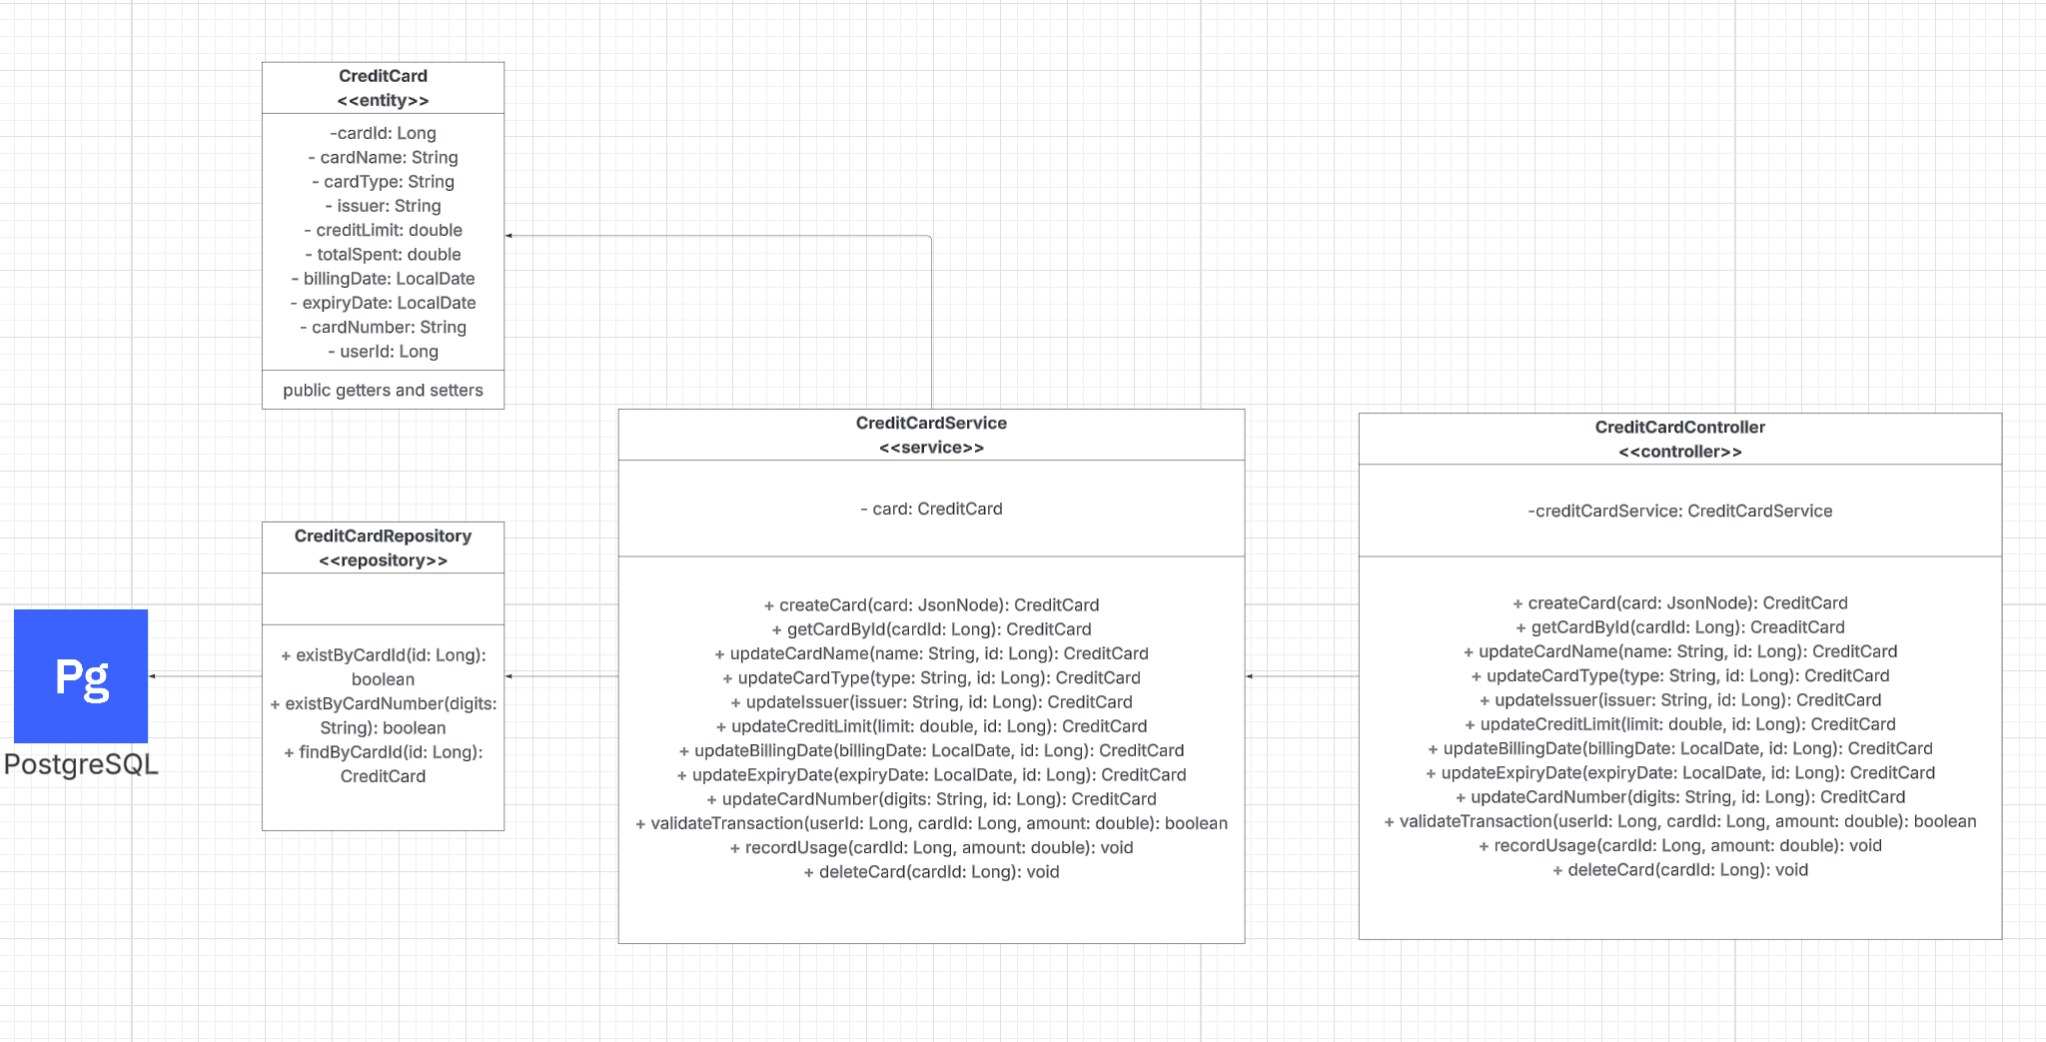 CreditCard
<<entity>>
-cardId: Long
- cardName: String
- cardType: String
- issuer: String
- creditLimit: double
- totalSpent: double
- billingDate: LocalDate
- expiryDate: LocalDate
- cardNumber: String
- userId: Long
public getters and setters
CreditCardRepository
<<repository>>
+ existByCardId(id: Long):
boolean
+ existByCardNumber(digits:
String): boolean
+ findByCardId(id: Long):
CreditCard
Pg
PostgreSQL
CreditCardService
<<service>>
- card: CreditCard
+ createCard(card: JsonNode): CreditCard
+ getCardById(cardId: Long): CreditCard
+ updateCardName(name: String, id: Long): CreditCard
+ updateCardType(type: String, id: Long): CreditCard
+ updateIssuer(issuer: String, id: Long): CreditCard
+ updateCreditLimit(limit: double, id: Long): CreditCard
+ updateBillingDate(billingDate: LocalDate, id: Long): CreditCard
+ updateExpiryDate(expiryDate: LocalDate, id: Long): CreditCard
+ updateCardNumber(digits: String, id: Long): CreditCard
+ validateTransaction(userId: Long, cardId: Long, amount: double): boolean
+ recordUsage(cardId: Long, amount: double): void
+ deleteCard(cardId: Long): void
CreditCardController
<<controller>>
-creditCardService: CreditCardService
+ createCard(card: JsonNode): CreditCard
+ getCardById(cardId: Long): CreaditCard
+ updateCardName(name: String, id: Long): CreditCard
+ updateCardType(type: String, id: Long): CreditCard
+ updateIssuer(issuer: String, id: Long): CreditCard
+ updateCreditLimit(limit: double, id: Long): CreditCard
+ updateBillingDate(billingDate: LocalDate, id: Long): CreditCard
+ updateExpiryDate(expiryDate: LocalDate, id: Long): CreditCard
+ updateCardNumber(digits: String, id: Long): CreditCard
+ validateTransaction(userId: Long, cardId: Long, amount: double): boolean
+ recordUsage(cardId: Long, amount: double): void
+ deleteCard(cardId: Long): void